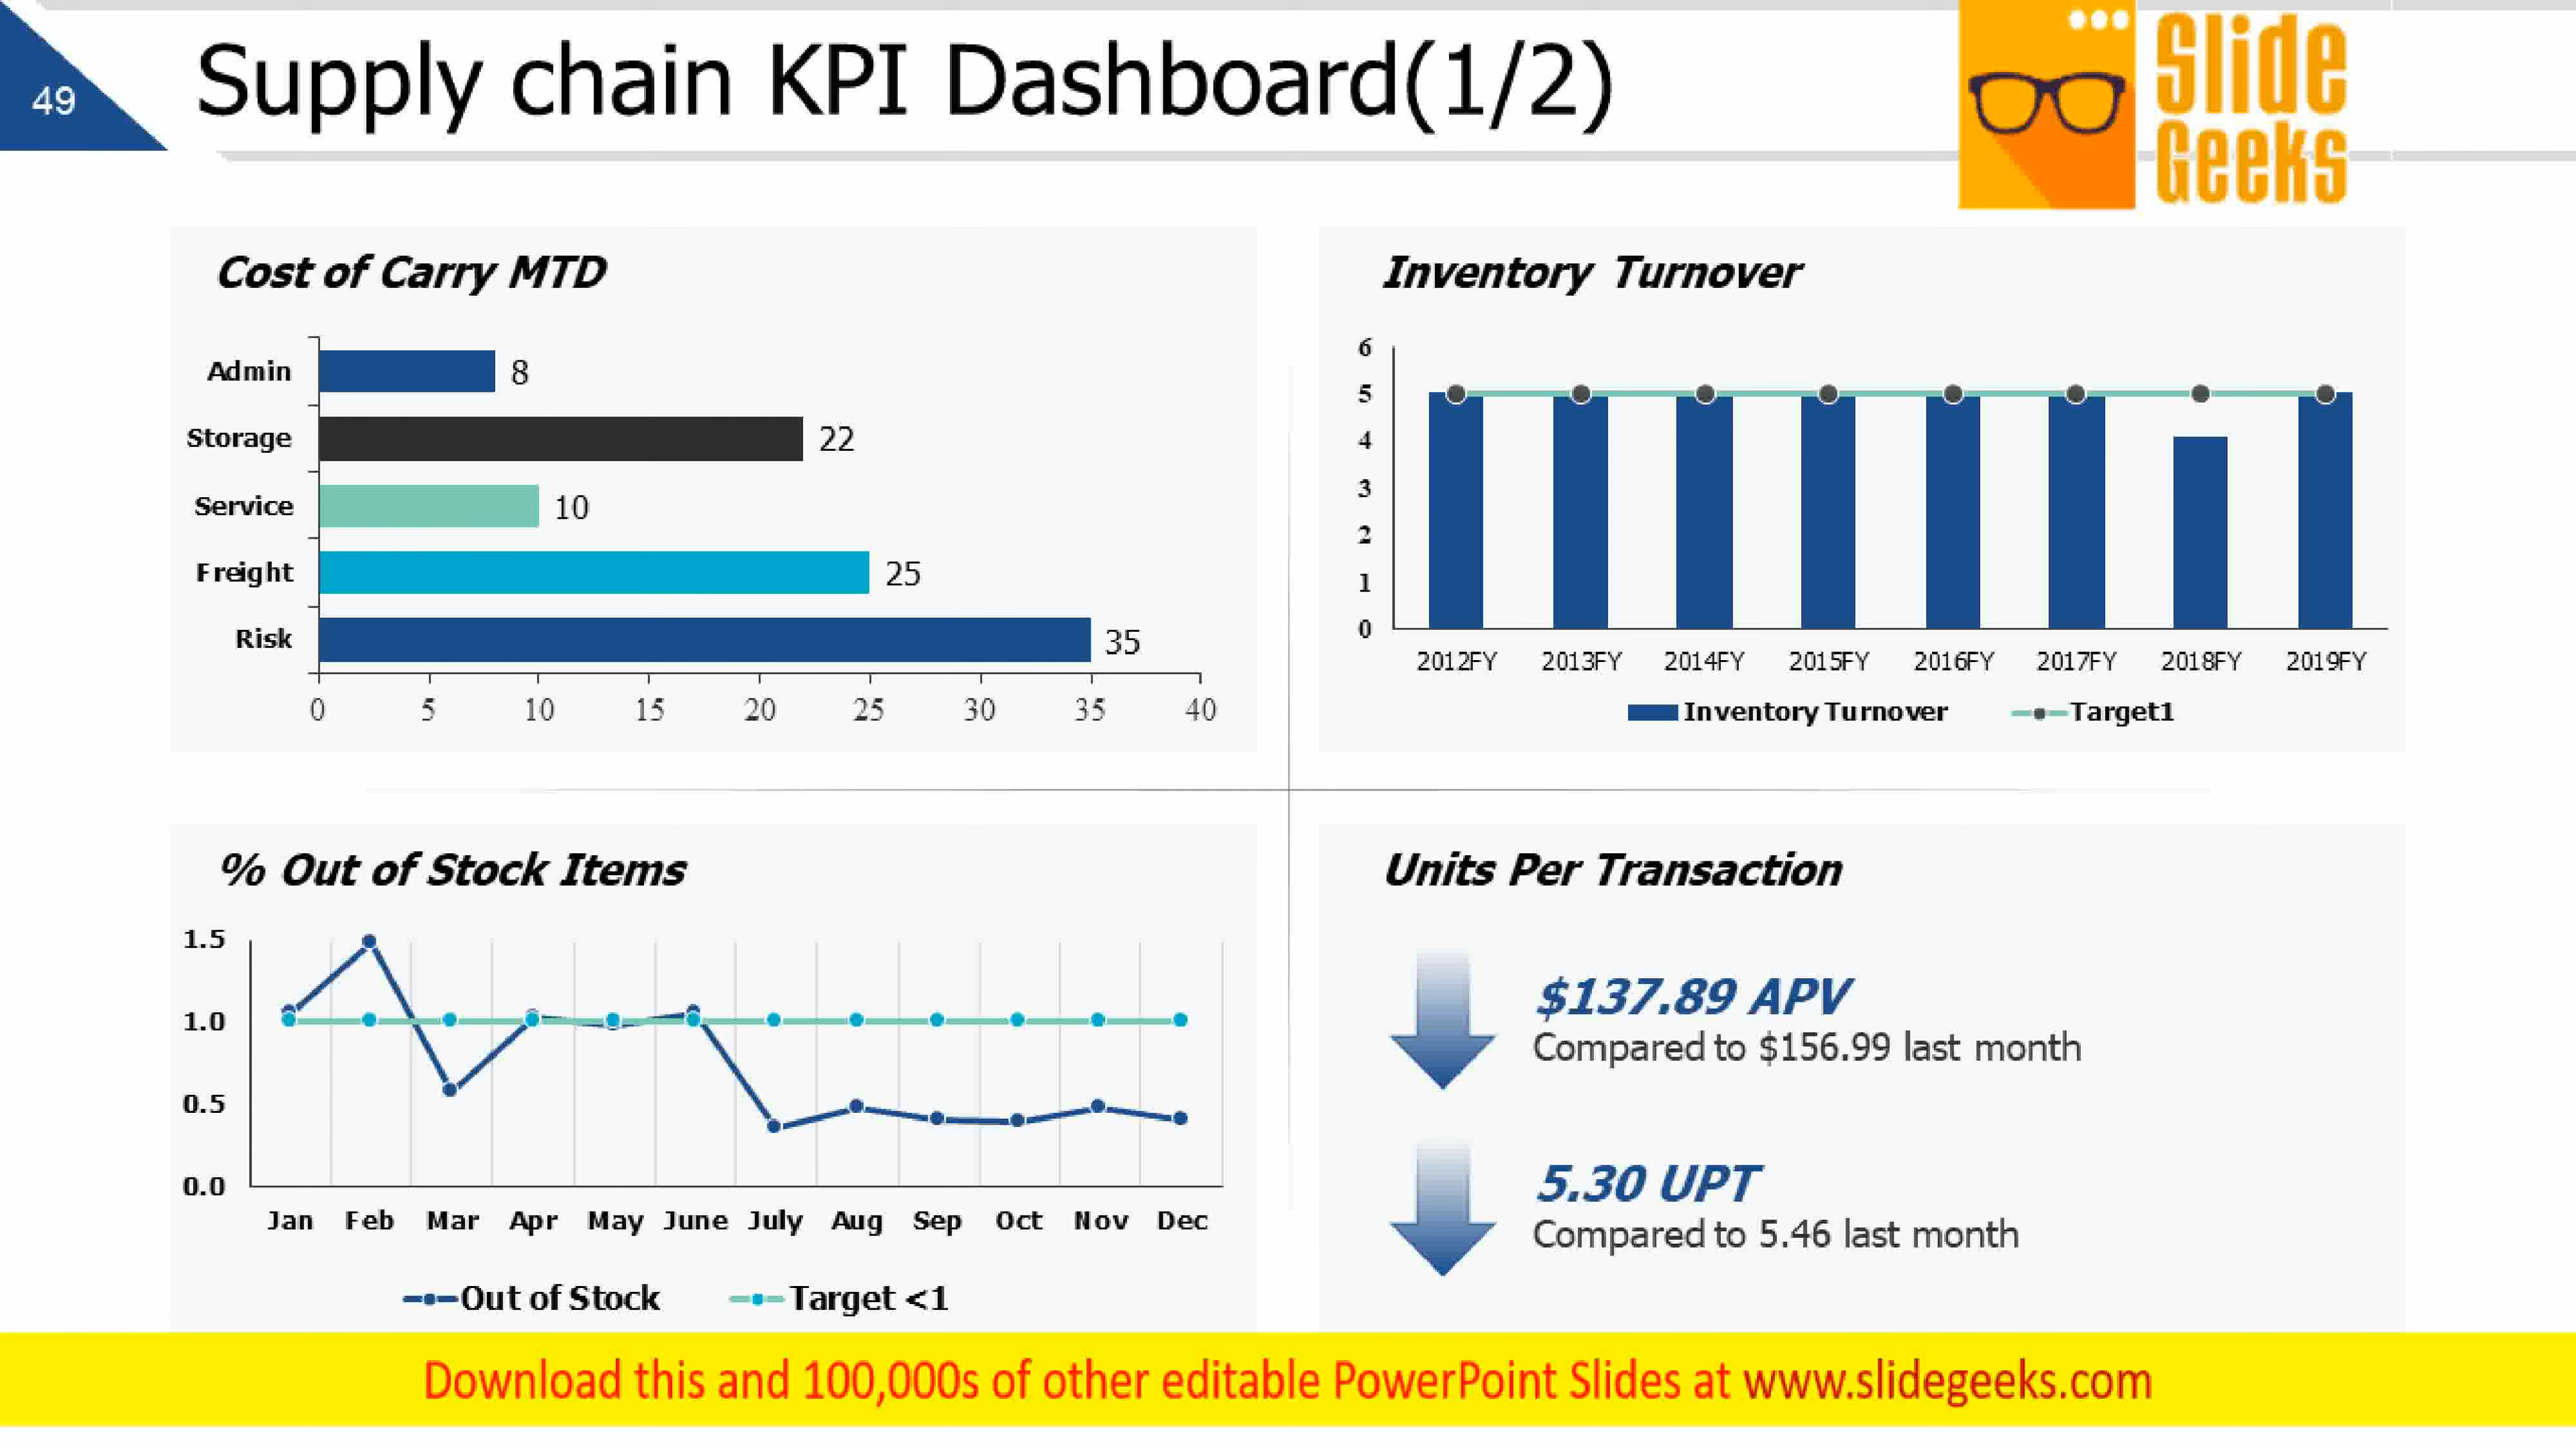 49
Supply chain KPI Dashboard(1/2)
Slide
Geeks
Cost of Carry MTD
Admin 8
Storage 22
Service 10
Freight 25
Risk 35
0 5 10 15 20 25 30 35 40
Inventory Turnover
6
5
4
3
2
1
0
2012FY 2013FY 2014FY 2015FY 2016FY 2017FY 2018FY 2019FY
Inventory Turnover Target1
% Out of Stock Items
1.5
1.0
0.5
0.0
Jan Feb Mar Apr May June July Aug Sep Oct Nov Dec
Out of Stock Target <1
Units Per Transaction
$137.89 APV
Compared to $156.99 last month
5.30 UPT
Compared to 5.46 last month
Download this and 100,000s of other editable PowerPoint Slides at www.slidegeeks.com